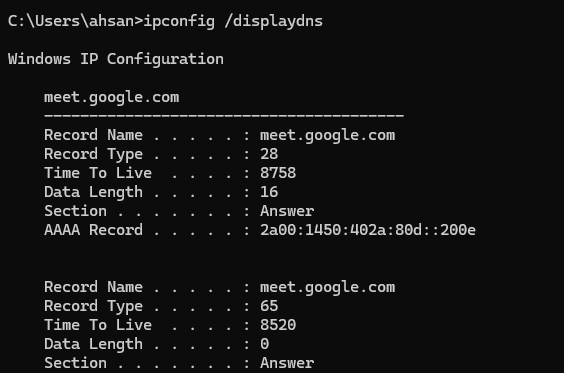 C:\Users\ahsan>ipconfig /displaydns
Windows IP Configuration
meet.google.com
----------------------------------------
Record Name . . . . . : meet.google.com
Record Type . . . . . : 28
Time To Live  . . . . : 8758
Data Length . . . . . : 16
Section . . . . . . . : Answer
AAAA Record . . . . . : 2a00:1450:402a:80d::200e
Record Name . . . . . : meet.google.com
Record Type . . . . . : 65
Time To Live  . . . . : 8520
Data Length . . . . . : 0
Section . . . . . . . : Answer